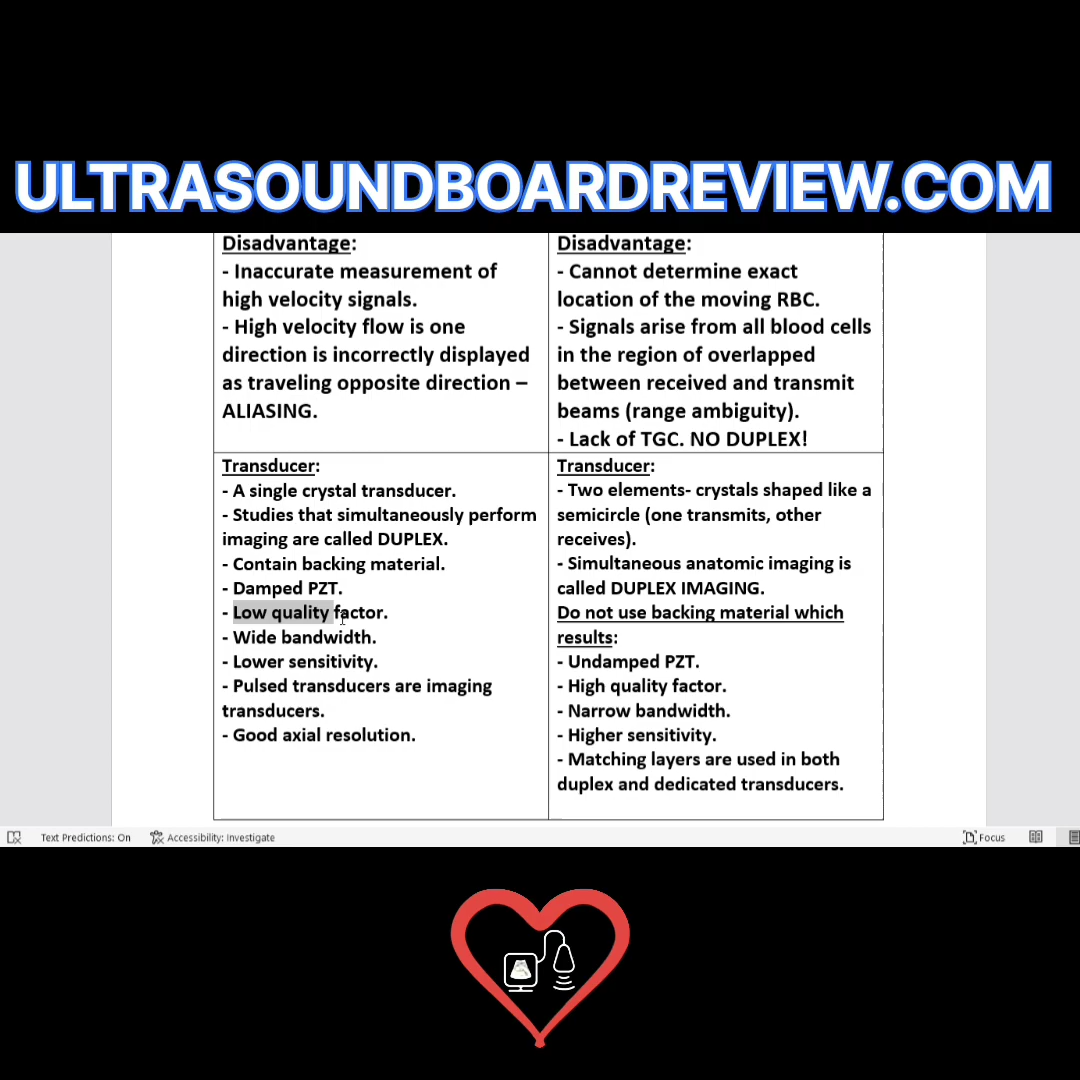 ULTRASOUNDBOARDREVIEW.COM
Disadvantage:
- Inaccurate measurement of
high velocity signals.
- High velocity flow is one
direction is incorrectly displayed
as traveling opposite direction –
ALIASING.
Disadvantage:
- Cannot determine exact
location of the moving RBC.
- Signals arise from all blood cells
in the region of overlapped
between received and transmit
beams (range ambiguity).
- Lack of TGC. NO DUPLEX!
Transducer:
- A single crystal transducer.
- Studies that simultaneously perform
imaging are called DUPLEX.
- Contain backing material.
- Damped PZT.
- Low quality factor.
- Wide bandwidth.
- Lower sensitivity.
- Pulsed transducers are imaging
transducers.
- Good axial resolution.
Transducer:
- Two elements- crystals shaped like a
semicircle (one transmits, other
receives).
- Simultaneous anatomic imaging is
called DUPLEX IMAGING.
Do not use backing material which
results:
- Undamped PZT.
- High quality factor.
- Narrow bandwidth.
- Higher sensitivity.
- Matching layers are used in both
duplex and dedicated transducers.
Text Predictions: On
Accessibility: Investigate
Focus